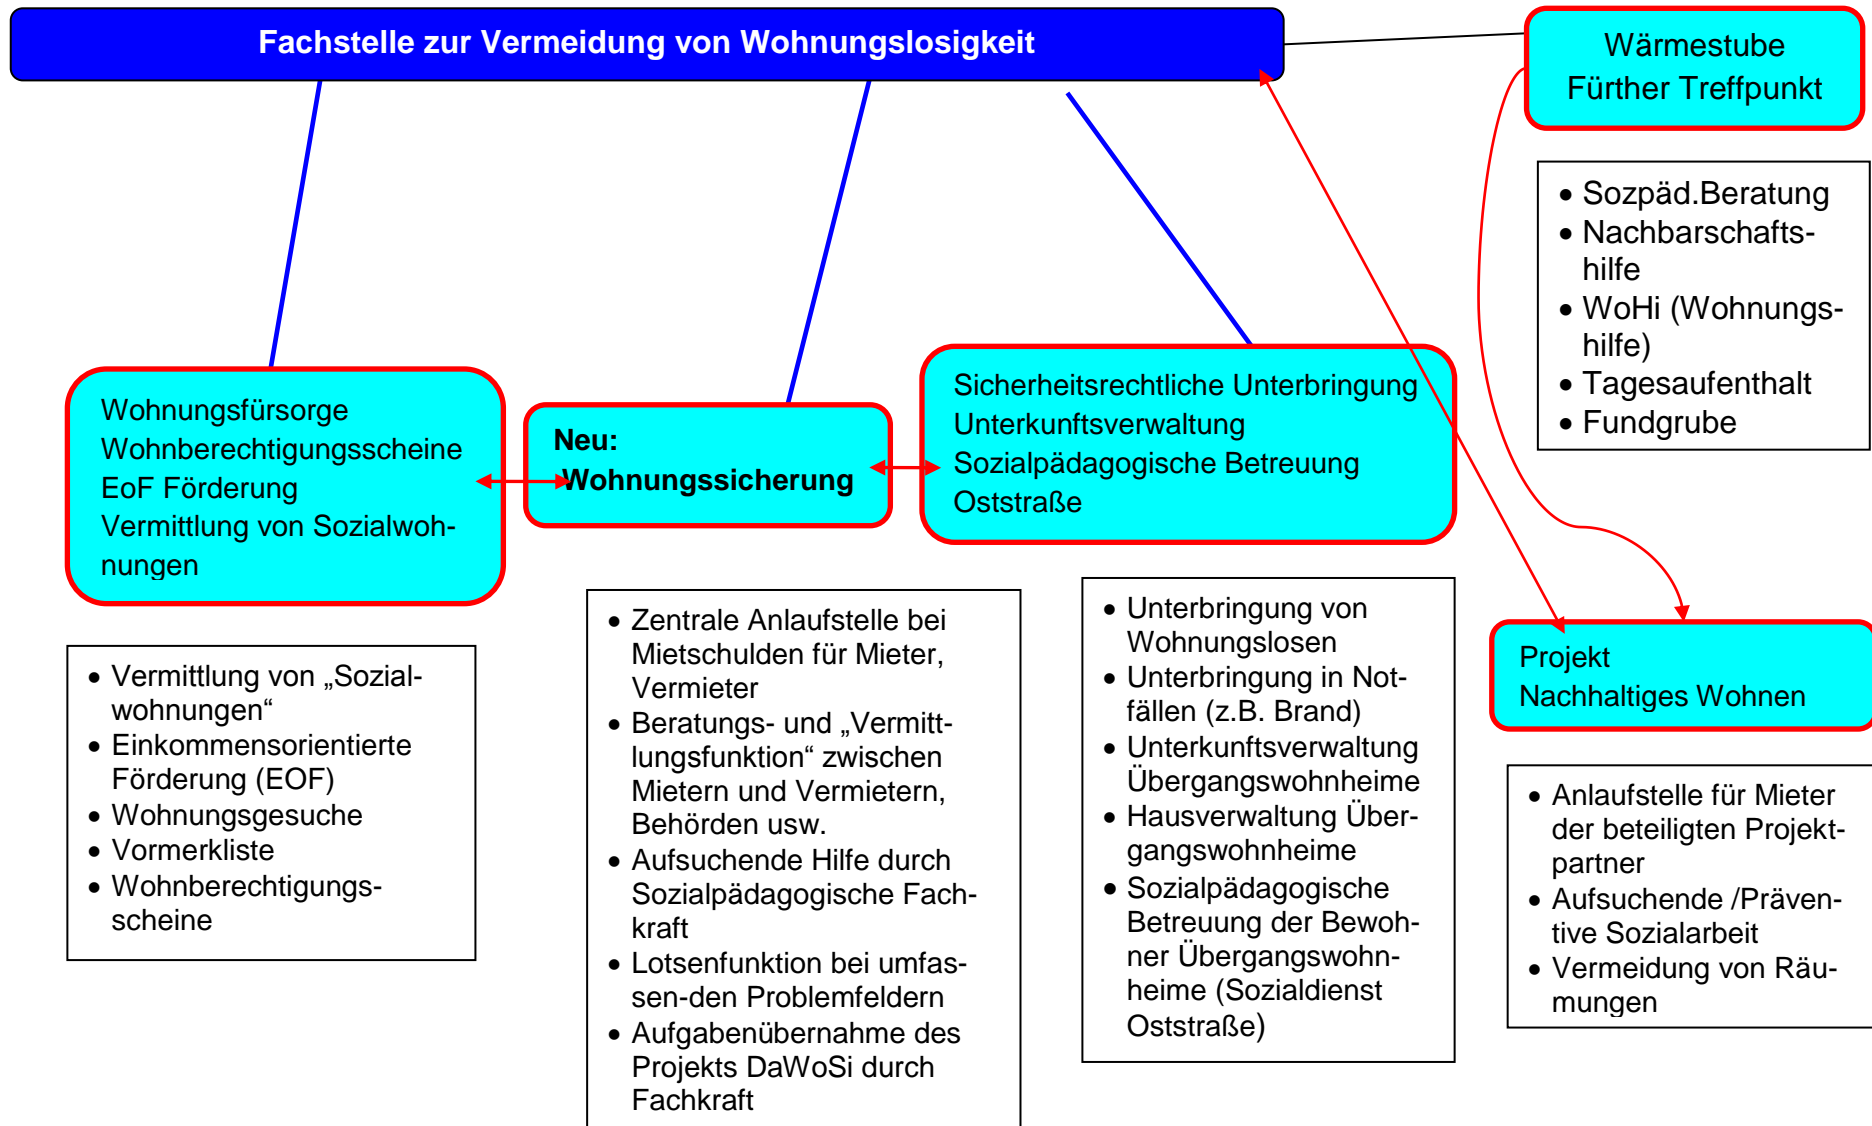 Fachstelle zur Vermeidung von Wohnungslosigkeit
Wärmestube
Fürther Treffpunkt
• Sozpäd.Beratung
• Nachbarschafts-
hilfe
• WoHi (Wohnungs-
hilfe)
• Tagesaufenthalt
• Fundgrube
Wohnungsfürsorge
Wohnberechtigungsscheine
EoF Förderung
Vermittlung von Sozialwoh-
nungen
Neu:
Wohnungssicherung
Sicherheitsrechtliche Unterbringung
Unterkunftsverwaltung
Sozialpädagogische Betreuung
Oststraße
Projekt
Nachhaltiges Wohnen
• Vermittlung von „Sozial-
wohnungen“
• Einkommensorientierte
Förderung (EOF)
• Wohnungsgesuche
• Vormerkliste
• Wohnberechtigungs-
scheine
• Zentrale Anlaufstelle bei
Mietschulden für Mieter,
Vermieter
• Beratungs- und „Vermitt-
lungsfunktion“ zwischen
Mietern und Vermietern,
Behörden usw.
• Aufsuchende Hilfe durch
Sozialpädagogische Fach-
kraft
• Lotsenfunktion bei umfas-
sen-den Problemfeldern
• Aufgabenübernahme des
Projekts DaWoSi durch
Fachkraft
• Unterbringung von
Wohnungslosen
• Unterbringung in Not-
fällen (z.B. Brand)
• Unterkunftsverwaltung
Übergangswohnheime
• Hausverwaltung Über-
gangswohnheime
• Sozialpädagogische
Betreuung der Bewoh-
ner Übergangswohn-
heime (Sozialdienst
Oststraße)
• Anlaufstelle für Mieter
der beteiligten Projekt-
partner
• Aufsuchende /Präven-
tive Sozialarbeit
• Vermeidung von Räu-
mungen